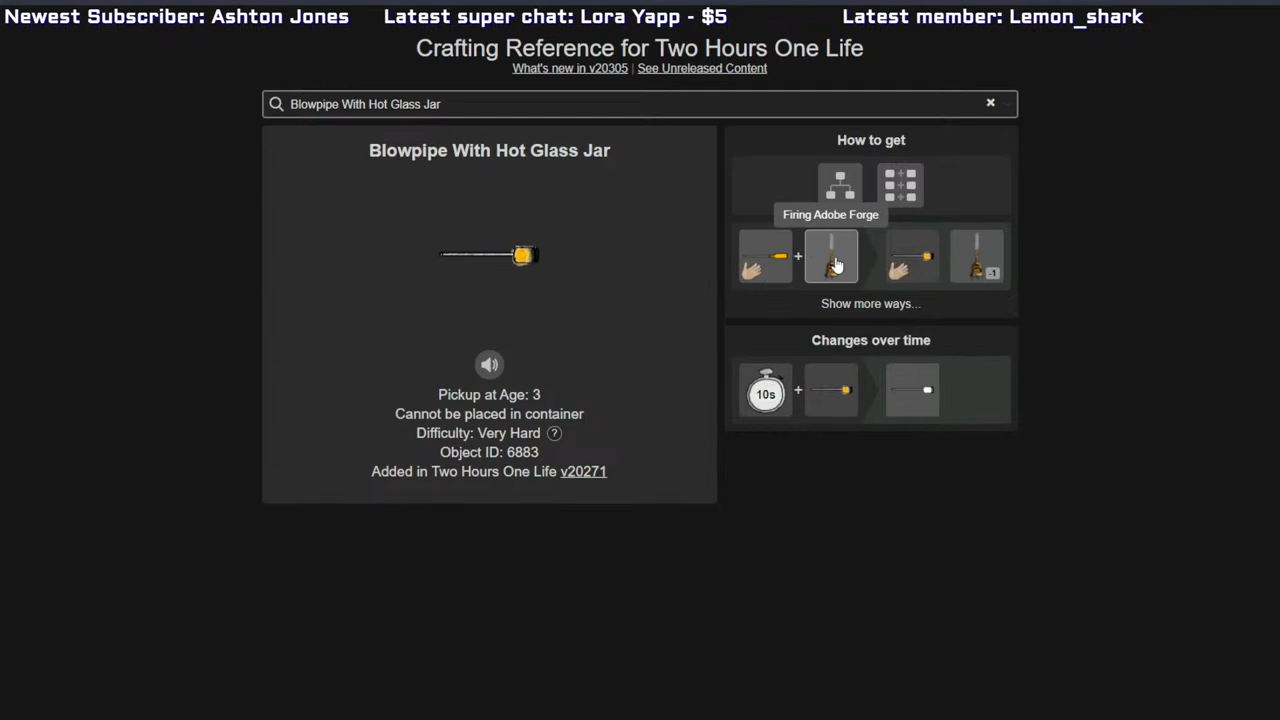 Newest Subscriber: Ashton Jones Latest super chat: Lora Yapp - $5 Latest member: Lemon_shark
Crafting Reference for Two Hours One Life
What's new in v20305 | See Unreleased Content
Blowpipe With Hot Glass Jar
Blowpipe With Hot Glass Jar
Pickup at Age: 3
Cannot be placed in container
Difficulty: Very Hard ?
Object ID: 6883
Added in Two Hours One Life v20271
How to get
Firing Adobe Forge
+
-1
Show more ways...
Changes over time
10s +